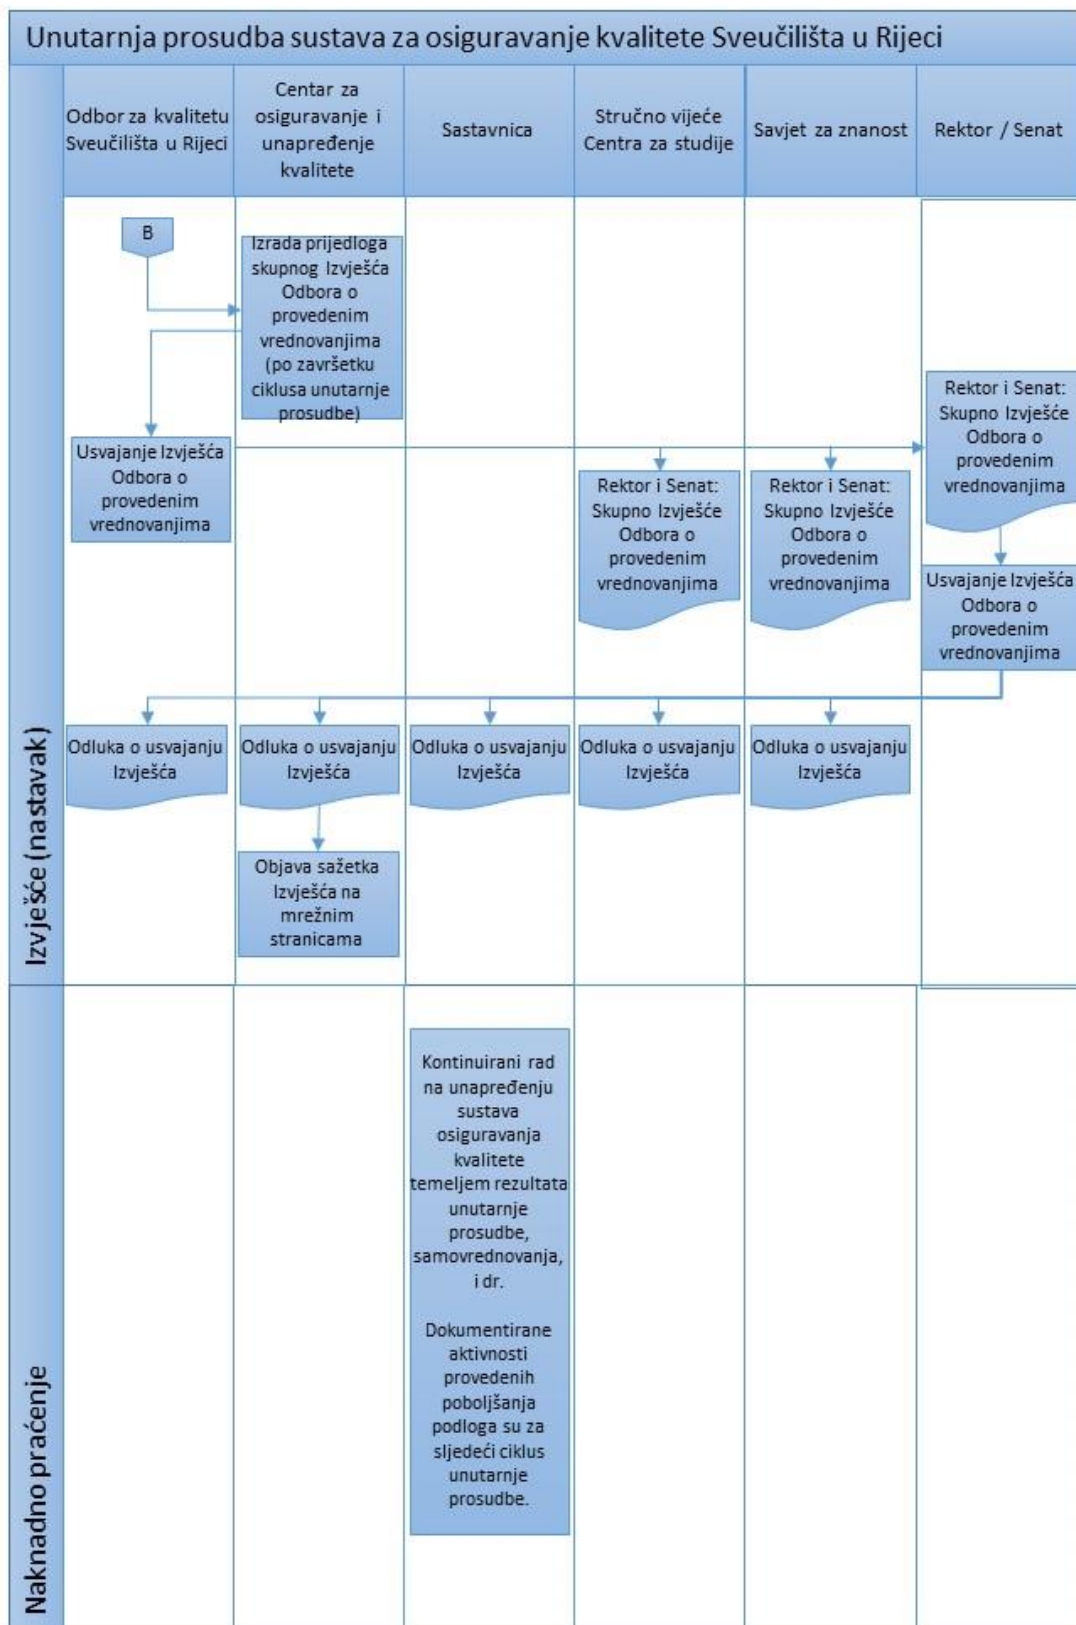 Unutarnja prosudba sustava za osiguravanje kvalitete Sveučilišta u Rijeci
Odbor za kvalitetu
Sveučilišta u Rijeci
Centar za
osiguravanje i
unapređenje
kvalitete
Sastavnica
Stručno vijeće
Centra za studije
Savjet za znanost
Rektor / Senat
Izvješće (nastavak)
B
Izrada prijedloga
skupnog Izvješća
Odbora o
provedenim
vrednovanjima
(po završetku
ciklusa unutarnje
prosudbe)
Usvajanje Izvješća
Odbora o
provedenim
vrednovanjima
Rektor i Senat:
Skupno Izvješće
Odbora o
provedenim
vrednovanjima
Rektor i Senat:
Skupno Izvješće
Odbora o
provedenim
vrednovanjima
Rektor i Senat:
Skupno Izvješće
Odbora o
provedenim
vrednovanjima
Usvajanje Izvješća
Odbora o
provedenim
vrednovanjima
Odluka o usvajanju
Izvješća
Odluka o usvajanju
Izvješća
Odluka o usvajanju
Izvješća
Odluka o usvajanju
Izvješća
Odluka o usvajanju
Izvješća
Objava sažetka
Izvješća na
mrežnim
stranicama
Naknadno praćenje
Kontinuirani rad
na unapređenju
sustava
osiguravanja
kvalitete
temeljem rezultata
unutarnje
prosudbe,
samovrednovanja,
i dr.
Dokumentirane
aktivnosti
provedenih
poboljšanja
podloga su za
sljedeći ciklus
unutarnje
prosudbe.